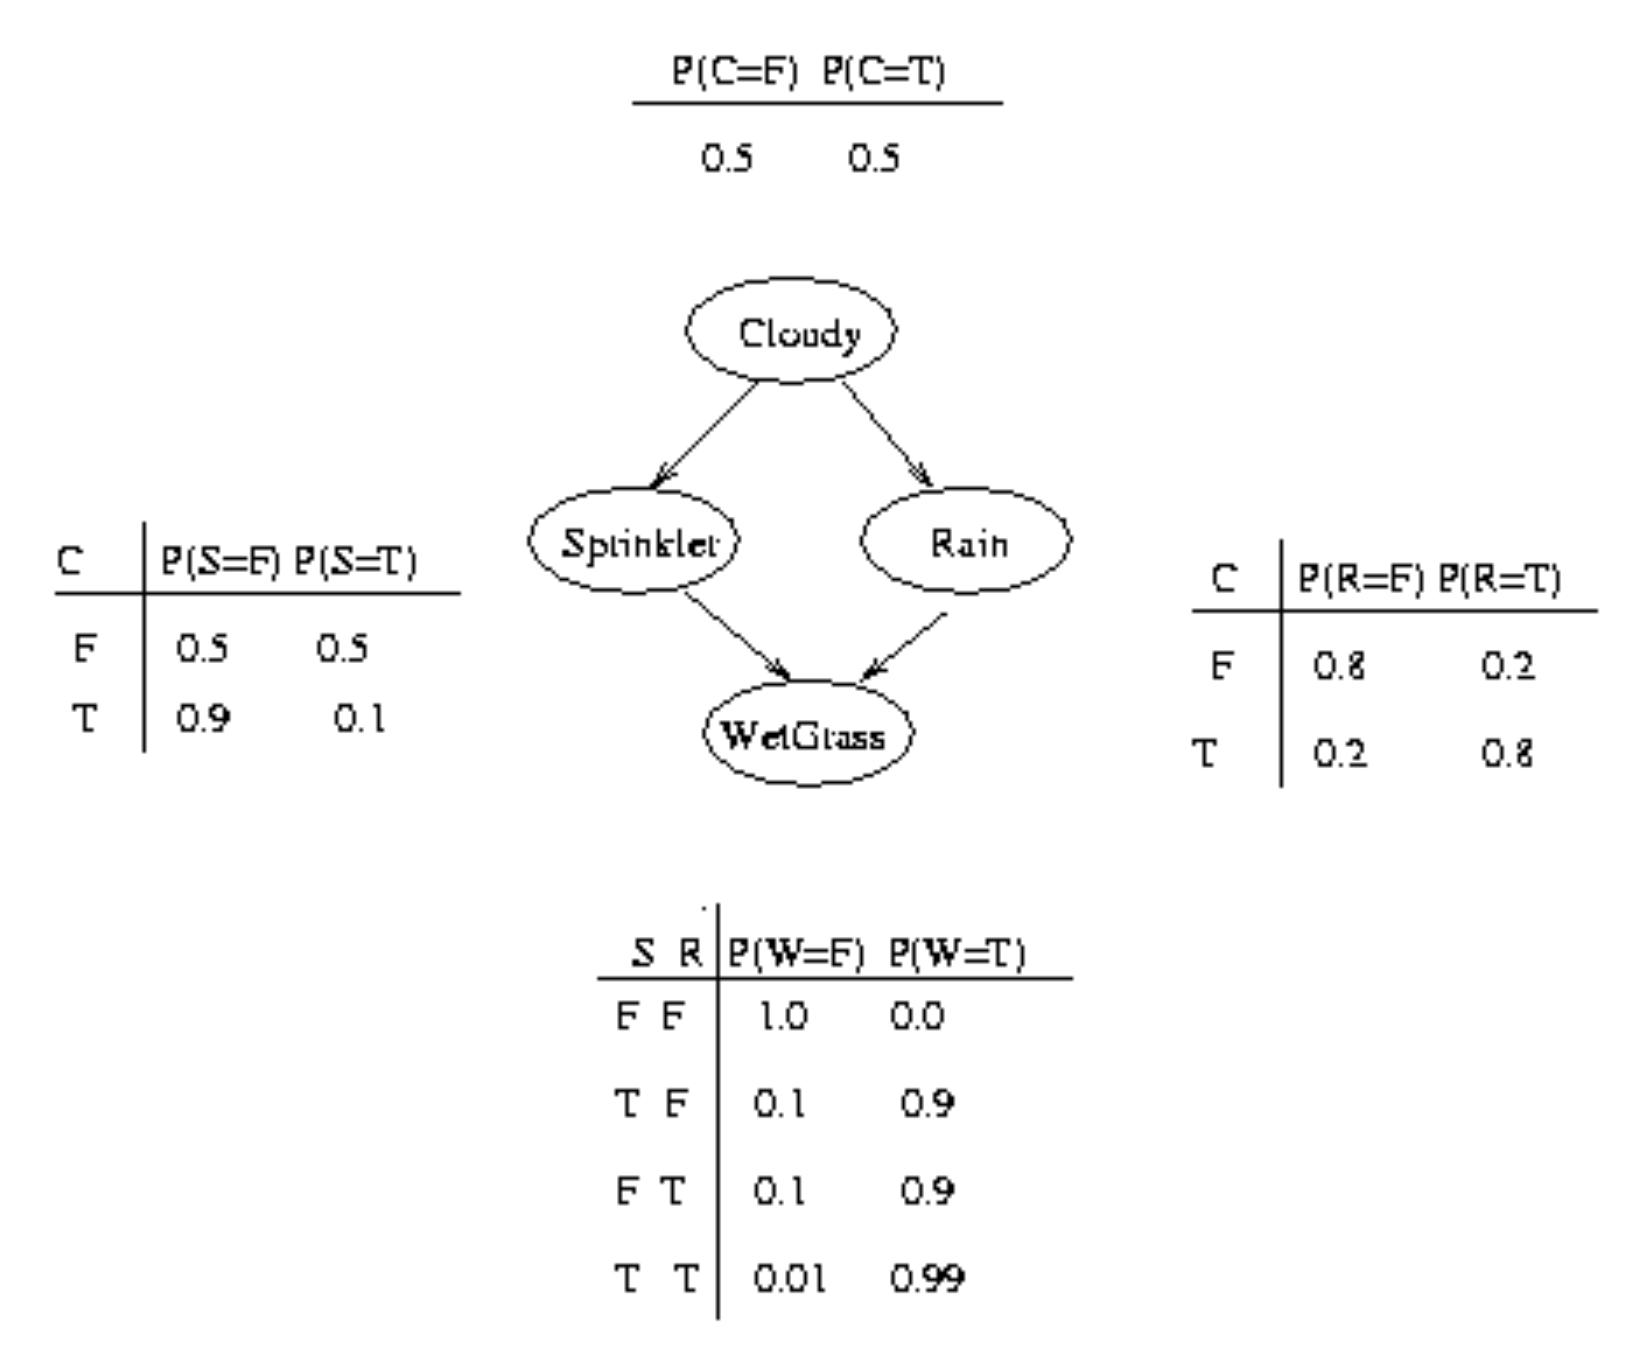 P(C=F) P(C=T)
0.5 0.5
Cloudy
Sprinkler
Rain
C P(S=F) P(S=T)
F 0.5 0.5
T 0.9 0.1
C P(R=F) P(R=T)
F 0.8 0.2
T 0.2 0.8
WetGrass
S R P(W=F) P(W=T)
F F 1.0 0.0
T F 0.1 0.9
F T 0.1 0.9
T T 0.01 0.99